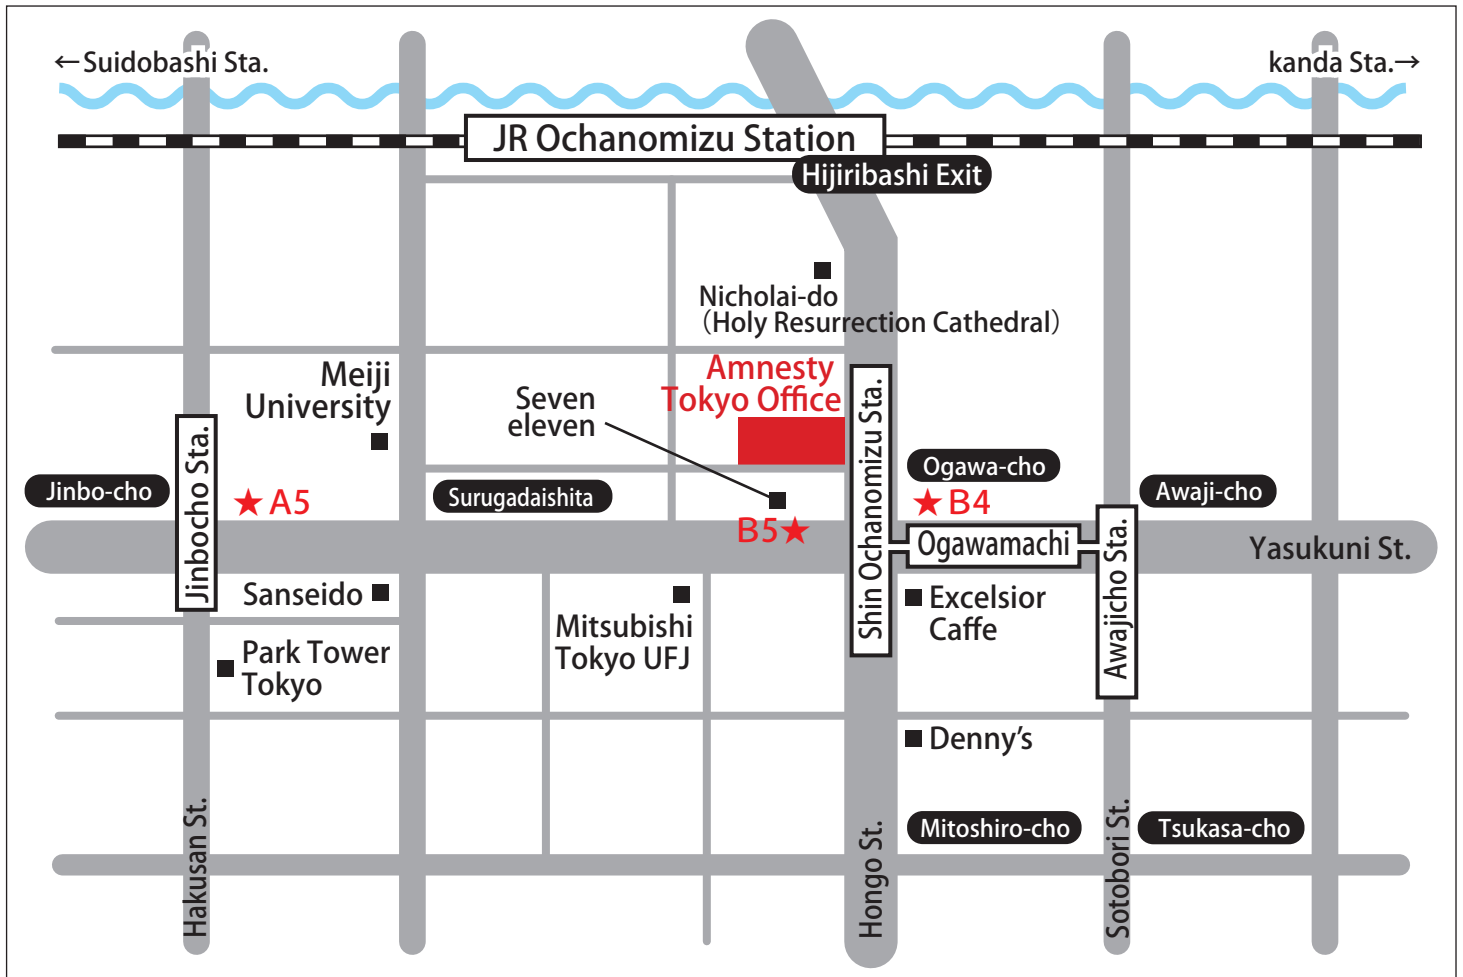 ←Suidobashi Sta.
kanda Sta.→
JR Ochanomizu Station
Hijiribashi Exit
Nicholai-do
（Holy Resurrection Cathedral）
Meiji
University
Seven
eleven
Amnesty
Tokyo Office
Shin Ochanomizu Sta.
Jinbocho Sta.
Jinbo-cho
★A5
Surugadaishita
B5★
Ogawa-cho
★B4
Awaji-cho
Ogawamachi
Awajicho Sta.
Yasukuni St.
Sanseido
Park Tower
Tokyo
Mitsubishi
Tokyo UFJ
Excelsior
Caffe
Denny's
Hakusan St.
Hongo St.
Mitoshiro-cho
Sotobori St.
Tsukasa-cho